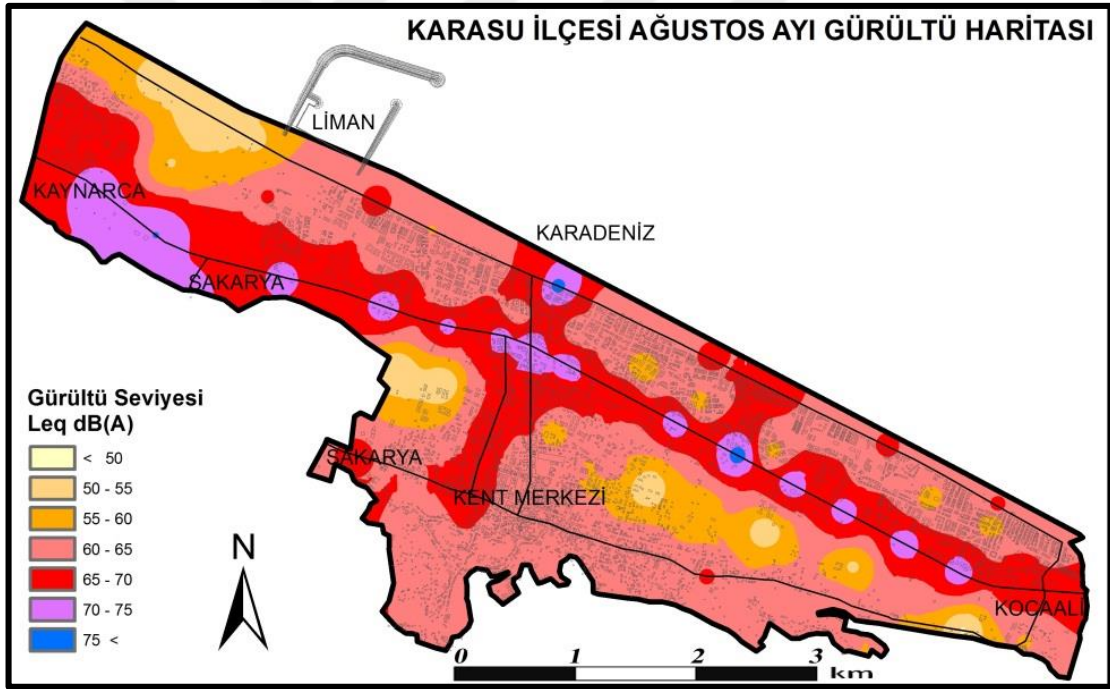 KARASU İLÇESİ AĞUSTOS AYI GÜRÜLTÜ HARİTASI
LİMAN
KAYNARCA
KARADENİZ
SAKARYA
Gürültü Seviyesi
Leq dB(A)
< 50
50 - 55
55 - 60
60 - 65
65 - 70
70 - 75
75 <
SAKARYA
KENT MERKEZİ
KOCAALİ
N
0 1 2 3
km